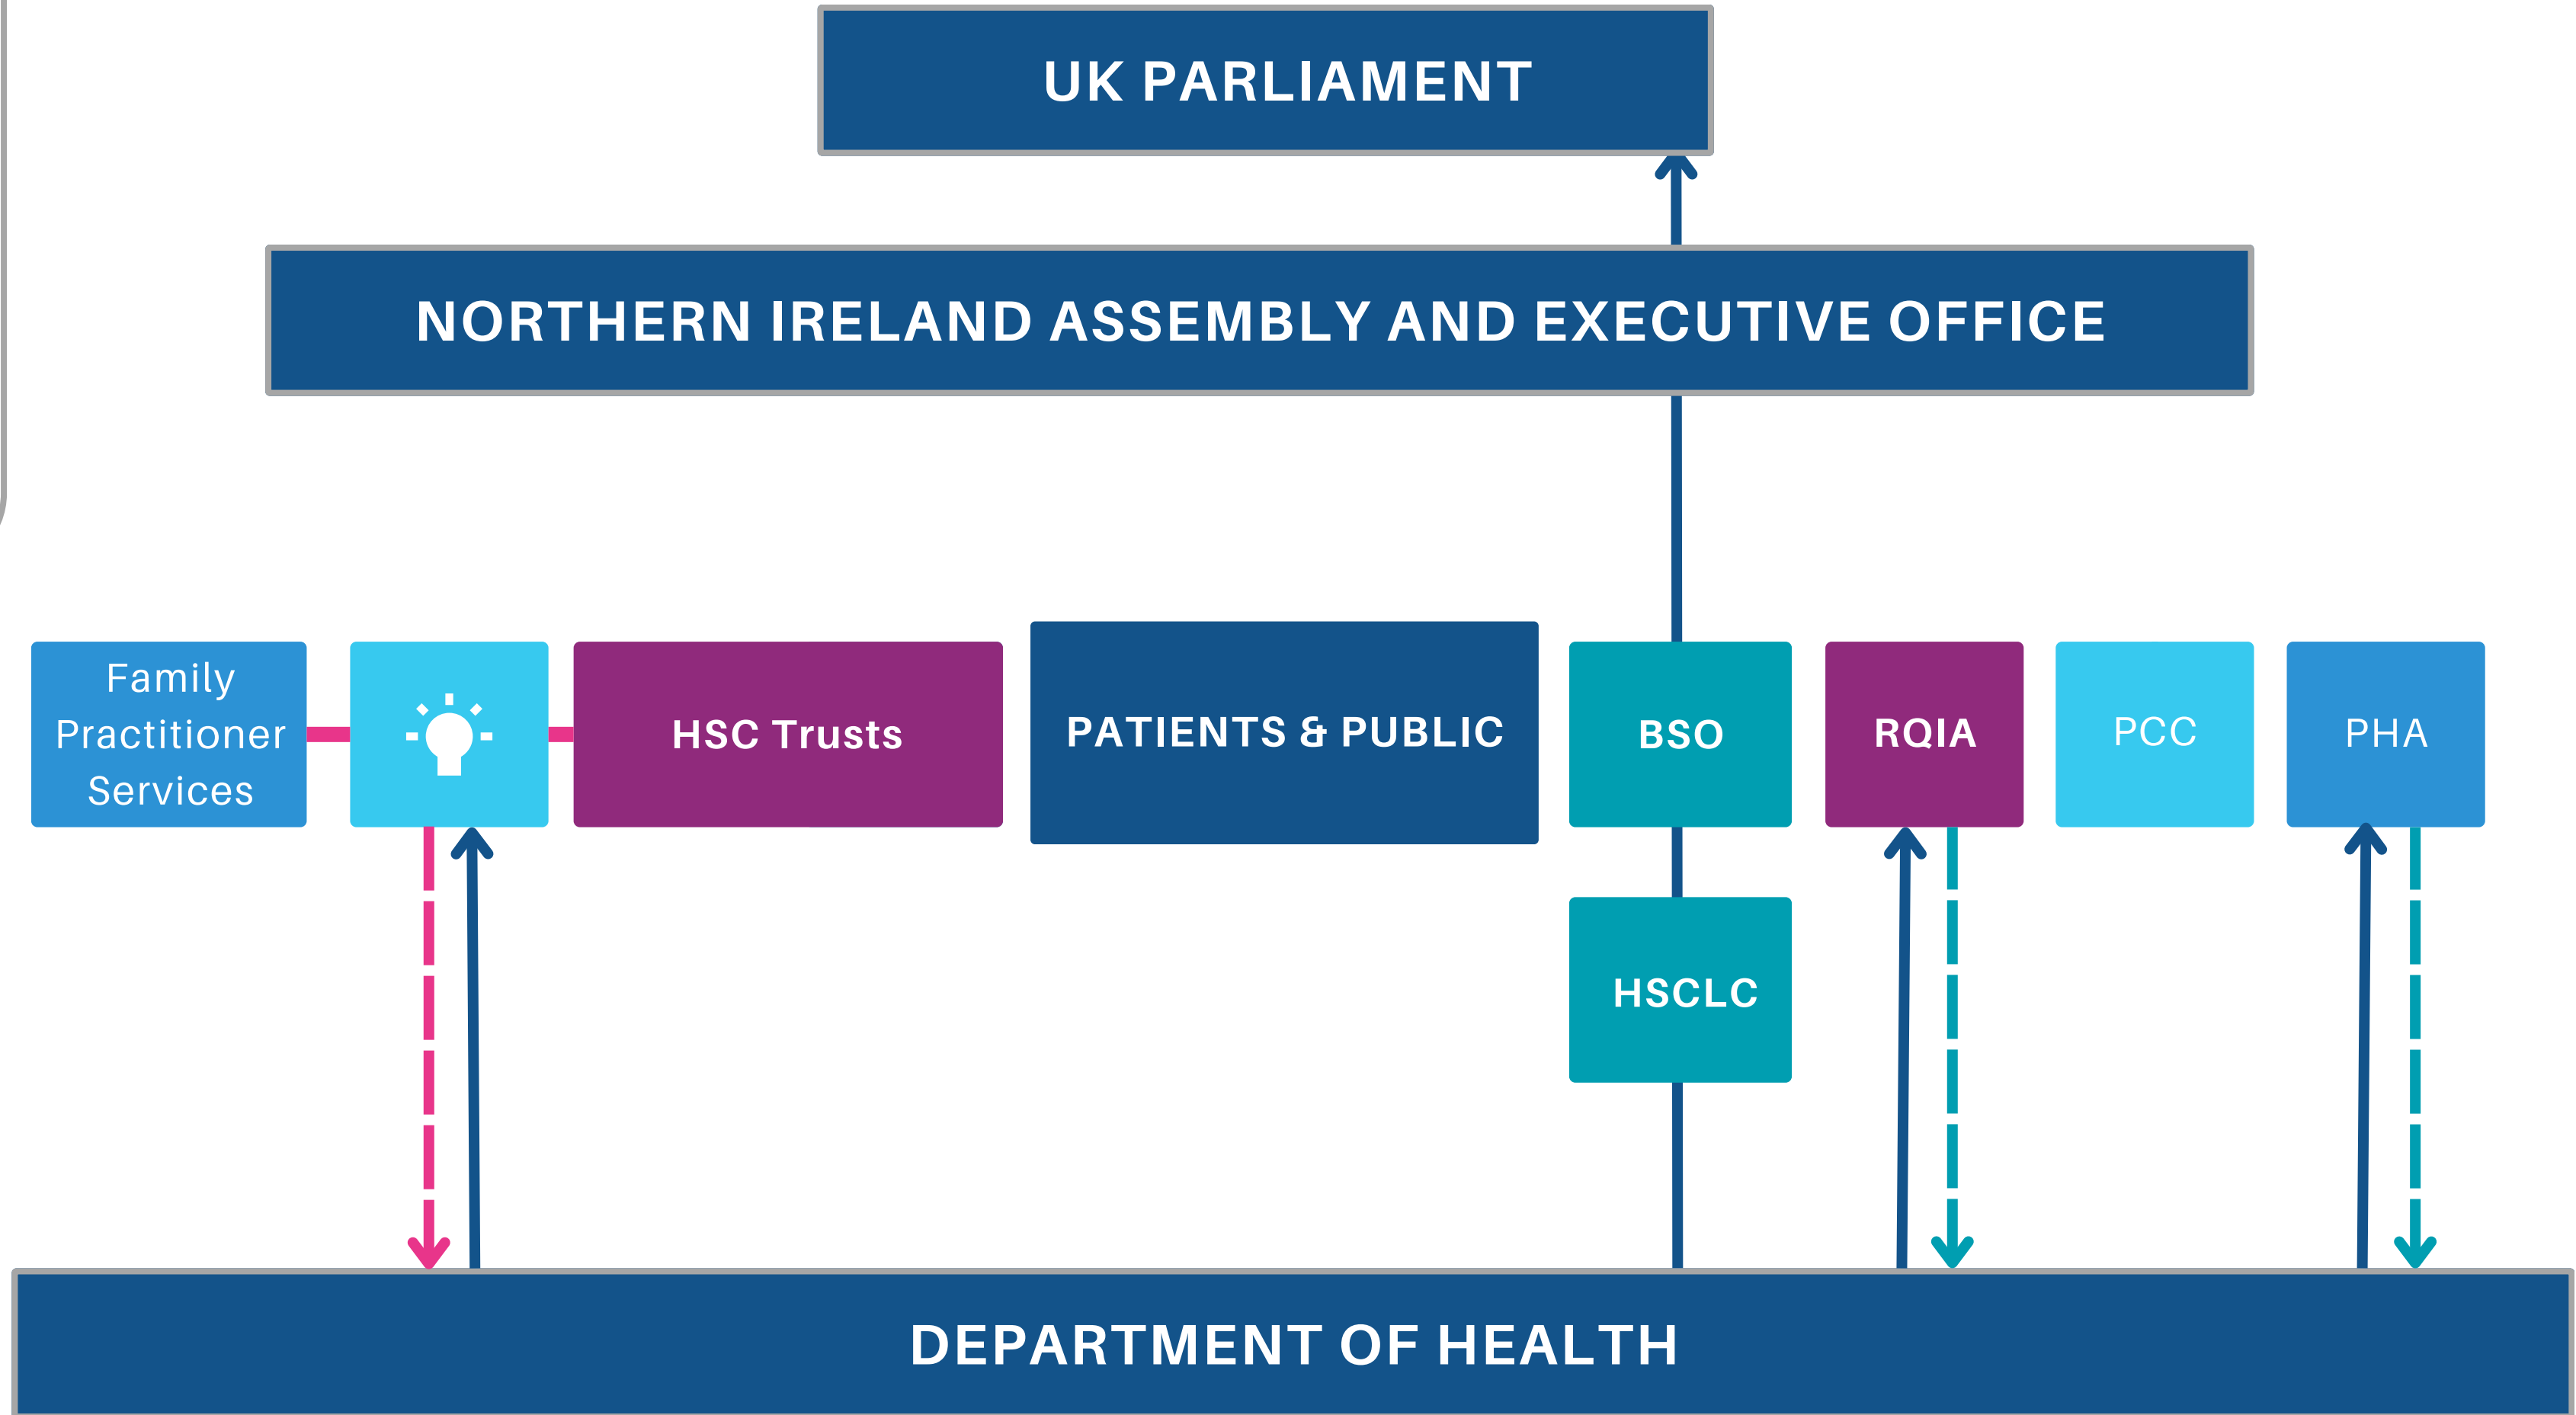 UK PARLIAMENT
NORTHERN IRELAND ASSEMBLY AND EXECUTIVE OFFICE
Family
Practitioner
Services
HSC Trusts
PATIENTS & PUBLIC
BSO
RQIA
PCC
PHA
HSCLC
DEPARTMENT OF HEALTH